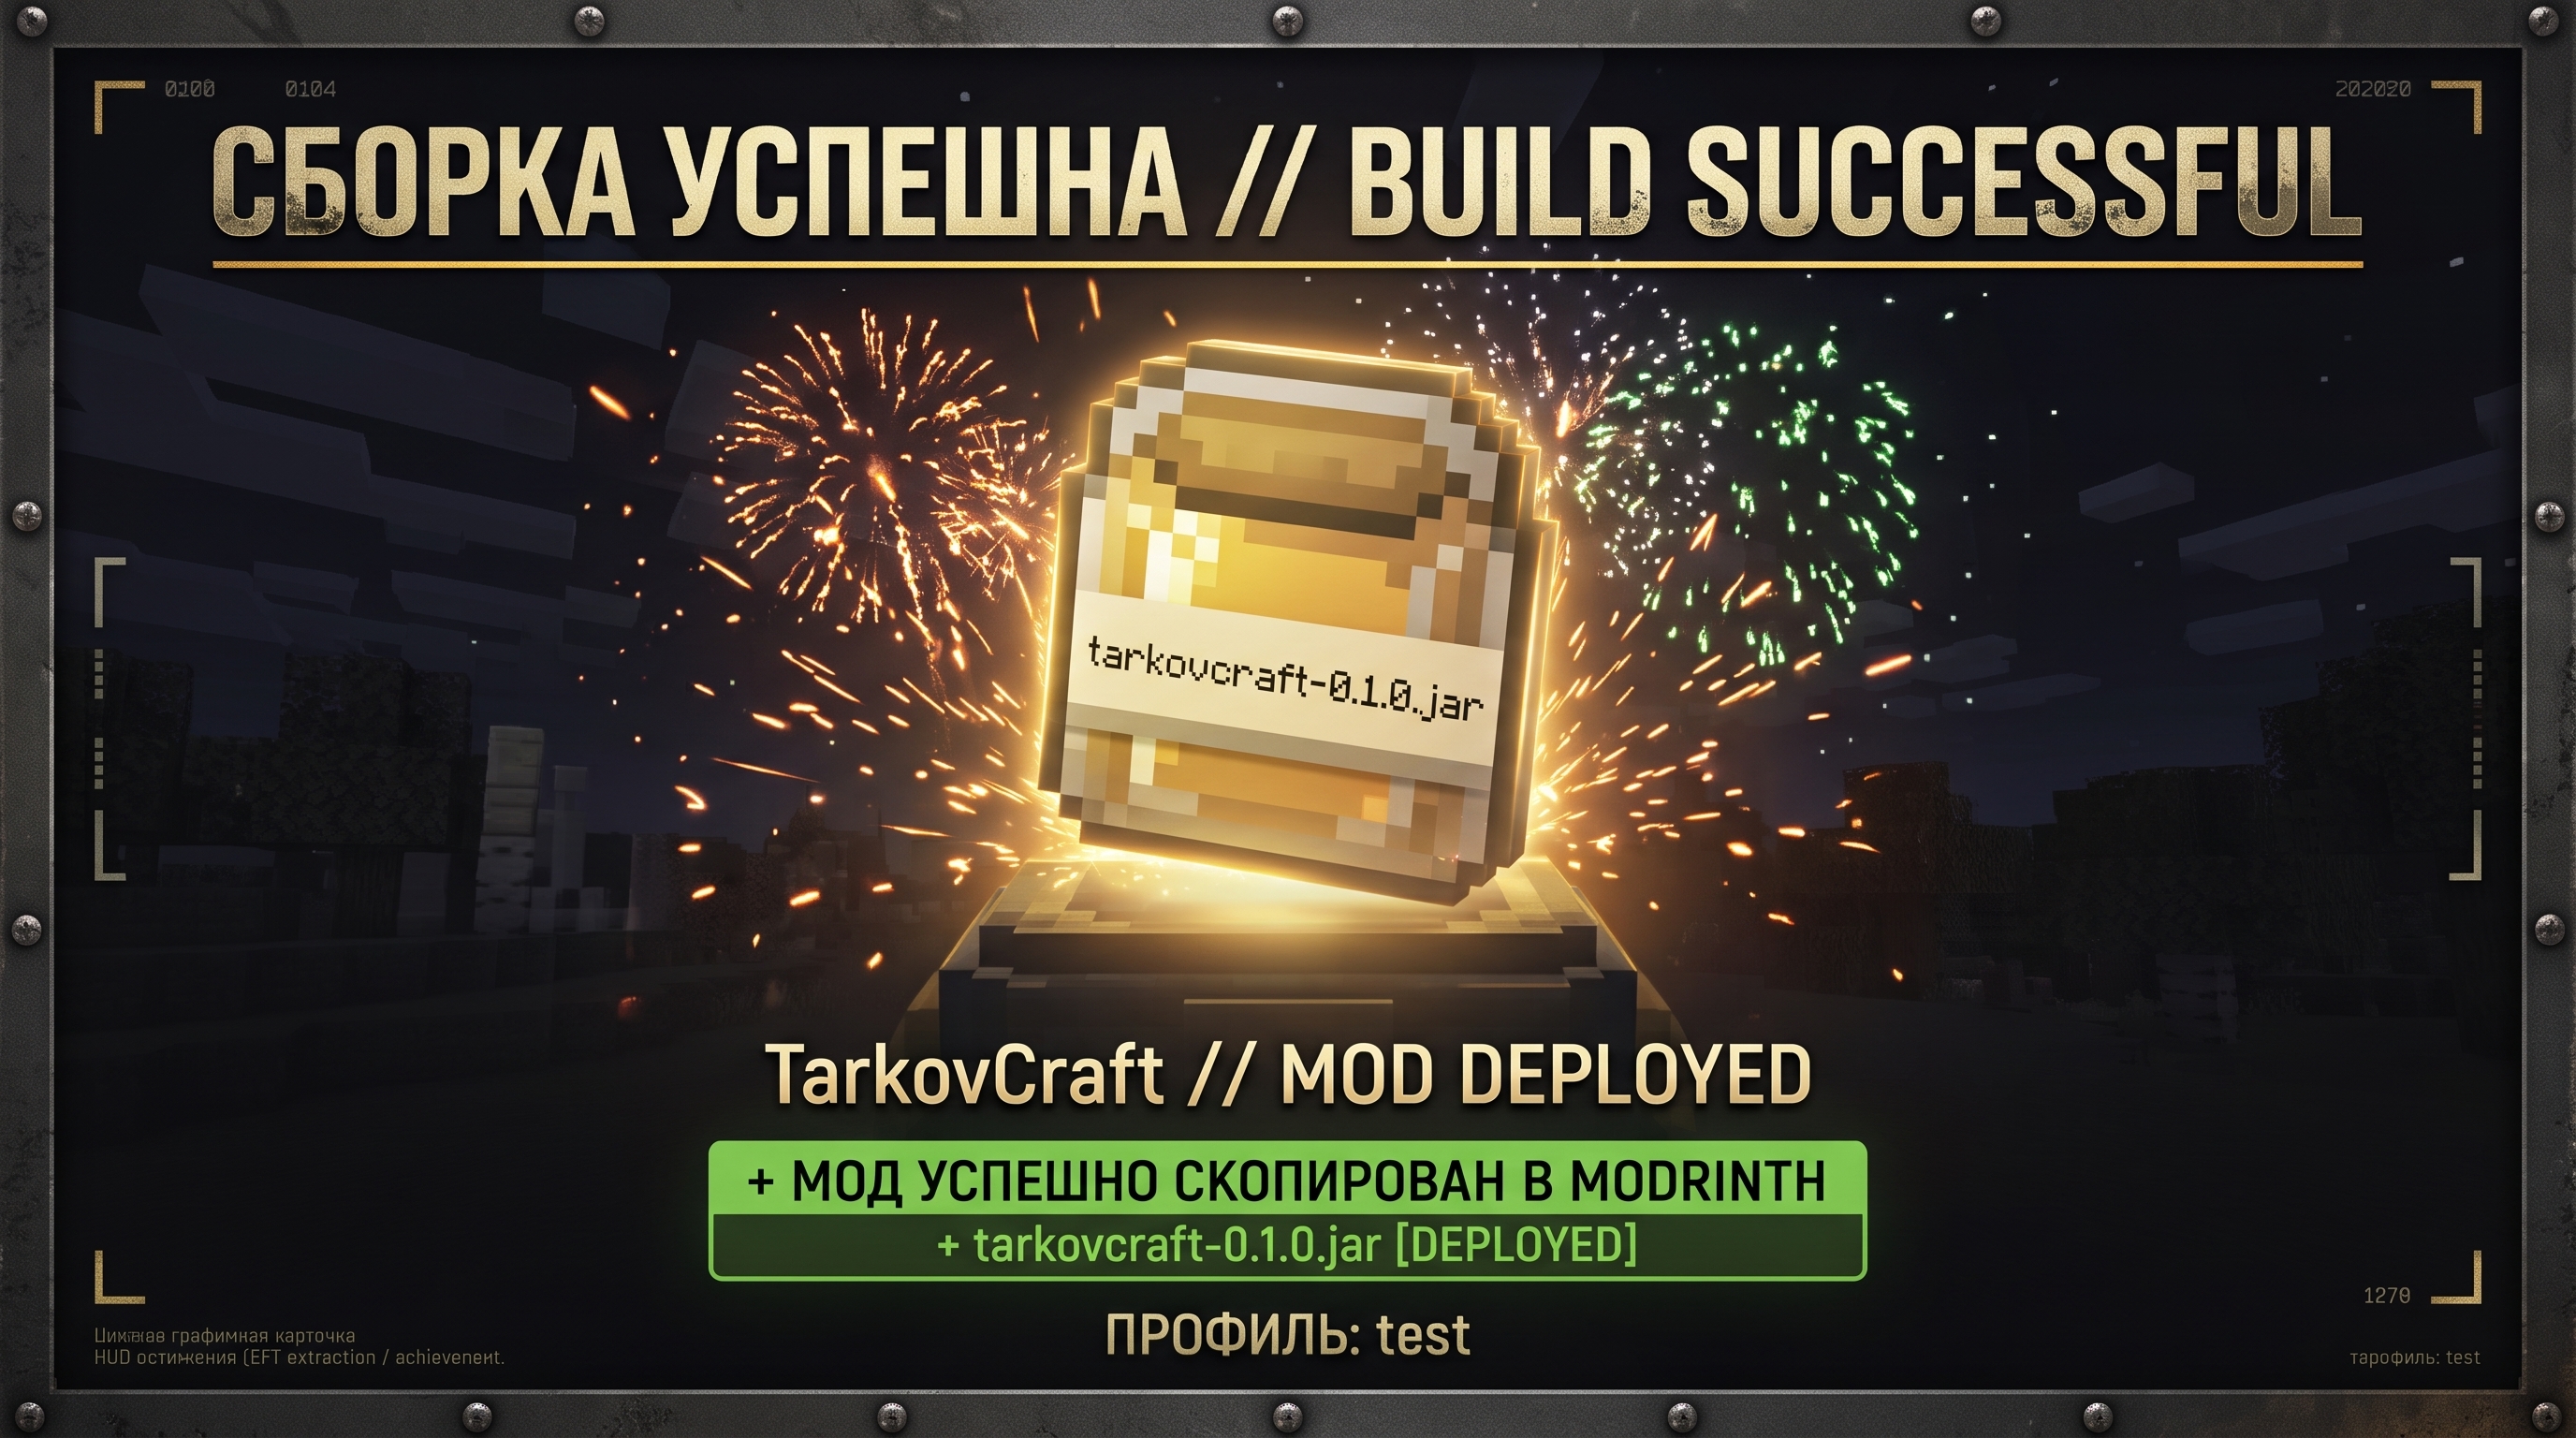 0100 0104
202020
СБОРКА УСПЕШНА // BUILD SUCCESSFUL
tarkovcraft-0.1.0.jar
TarkovCraft // MOD DEPLOYED
+ МОД УСПЕШНО СКОПИРОВАН В MODRINTH
+ tarkovcraft-0.1.0.jar [DEPLOYED]
1270
ПРОФИЛЬ: test
графимная карточка
HUD остижения (EFT extraction / achievenent.
тарофиль: test